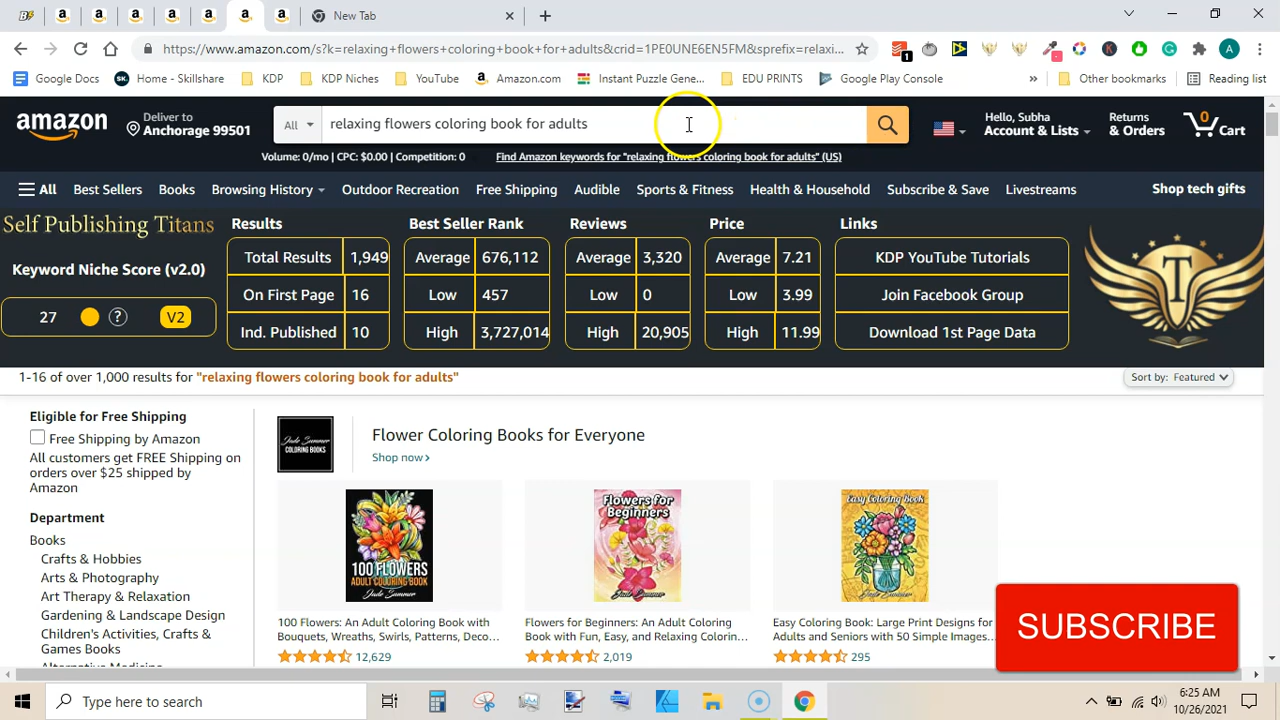 New Tab
https://www.amazon.com/s?k=relaxing+flowers+coloring+book+for+adults&crid=1PE0UNE6EN5FM&sprefix=relaxi...
1
A
Google Docs
SK.
Home - Skillshare
KDP
KDP Niches
YouTube
Amazon.com
Instant Puzzle Gene...
EDU PRINTS
Google Play Console
Other bookmarks
Reading list
amazon
Deliver to
Anchorage 99501
All
relaxing flowers coloring book for adults
Hello, Subha
Account & Lists
Returns
& Orders
0
Cart
Volume: 0/mo | CPC: $0.00 | Competition: 0
Find Amazon keywords for "relaxing flowers coloring book for adults" (US)
All
Best Sellers
Books
Browsing History
Outdoor Recreation
Free Shipping
Audible
Sports & Fitness
Health & Household
Subscribe & Save
Livestreams
Shop tech gifts
Self Publishing Titans
Keyword Niche Score (v2.0)
27
?
V2
Results
Total Results 1,949
On First Page 16
Ind. Published 10
Best Seller Rank
Average 676,112
Low 457
High 3,727,014
Reviews
Average 3,320
Low 0
High 20,905
Price
Average 7.21
Low 3.99
High 11.99
Links
KDP YouTube Tutorials
Join Facebook Group
Download 1st Page Data
T
1-16 of over 1,000 results for "relaxing flowers coloring book for adults"
Sort by: Featured
Eligible for Free Shipping
Free Shipping by Amazon
All customers get FREE Shipping on
orders over $25 shipped by
Amazon
Department
Books
Crafts & Hobbies
Arts & Photography
Art Therapy & Relaxation
Gardening & Landscape Design
Children's Activities, Crafts &
Games Books
Alternative Medicine
Jade Summer
COLORING BOOKS
Flower Coloring Books for Everyone
Shop now
100 FLOWERS
ADULT COLORING BOOK
Jade Summer
100 Flowers: An Adult Coloring Book with
Bouquets, Wreaths, Swirls, Patterns, Deco...
12,629
Flowers for
Beginners
Jade Summer
Flowers for Beginners: An Adult Coloring
Book with Fun, Easy, and Relaxing Colorin...
2,019
Easy Coloring Book
Jade Summer
Easy Coloring Book: Large Print Designs for
Adults and Seniors with 50 Simple Images...
295
SUBSCRIBE
Type here to search
6:25 AM
10/26/2021